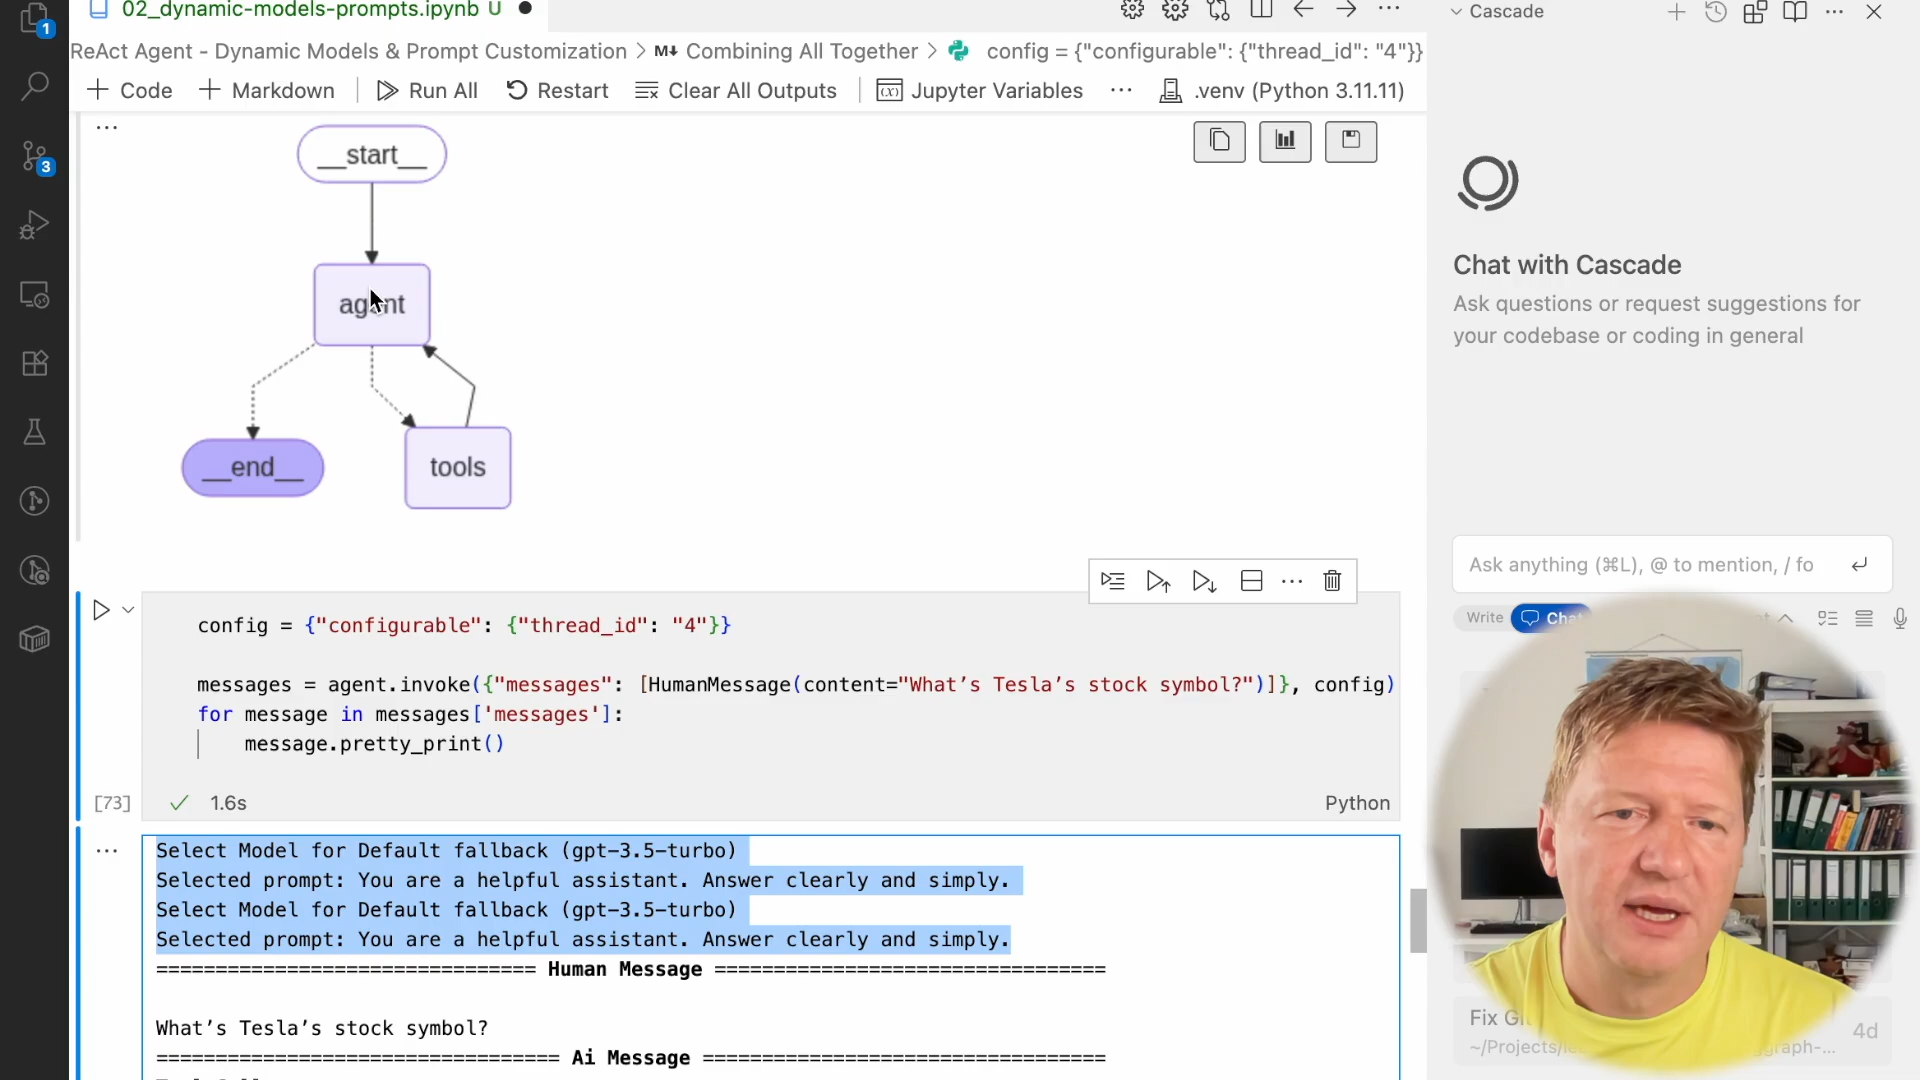 02_dynamic-models-prompts.ipynb U
Cascade
1
ReAct Agent - Dynamic Models & Prompt Customization > M↓ Combining All Together > config = {"configurable": {"thread_id": "4"}}
Code Markdown Run All Restart Clear All Outputs Jupyter Variables ... .venv (Python 3.11.11)
3
__start__
agent
__end__
tools
Chat with Cascade
Ask questions or request suggestions for
your codebase or coding in general
Ask anything (⌘L), @ to mention, / fo
Write Chat
config = {"configurable": {"thread_id": "4"}}
messages = agent.invoke({"messages": [HumanMessage(content="What’s Tesla’s stock symbol?")]}, config)
for message in messages['messages']:
message.pretty_print()
[73] 1.6s Python
Select Model for Default fallback (gpt-3.5-turbo)
Selected prompt: You are a helpful assistant. Answer clearly and simply.
Select Model for Default fallback (gpt-3.5-turbo)
Selected prompt: You are a helpful assistant. Answer clearly and simply.
================================ Human Message =================================
What’s Tesla’s stock symbol?
================================== Ai Message ==================================
Fix
4d
~/Projects/